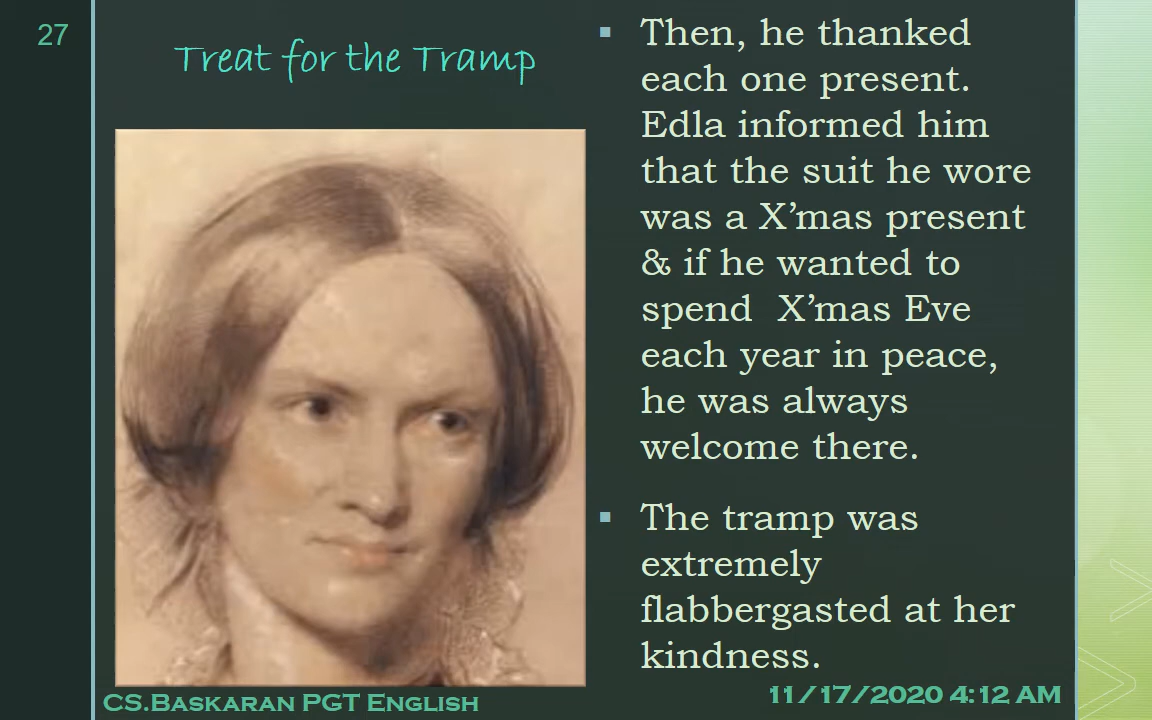 27
Treat for the Tramp
Then, he thanked
each one present.
Edla informed him
that the suit he wore
was a X’mas present
& if he wanted to
spend  X’mas Eve
each year in peace,
he was always
welcome there.
The tramp was
extremely
flabbergasted at her
kindness.
CS.Baskaran PGT English
11/17/2020 4:12 AM